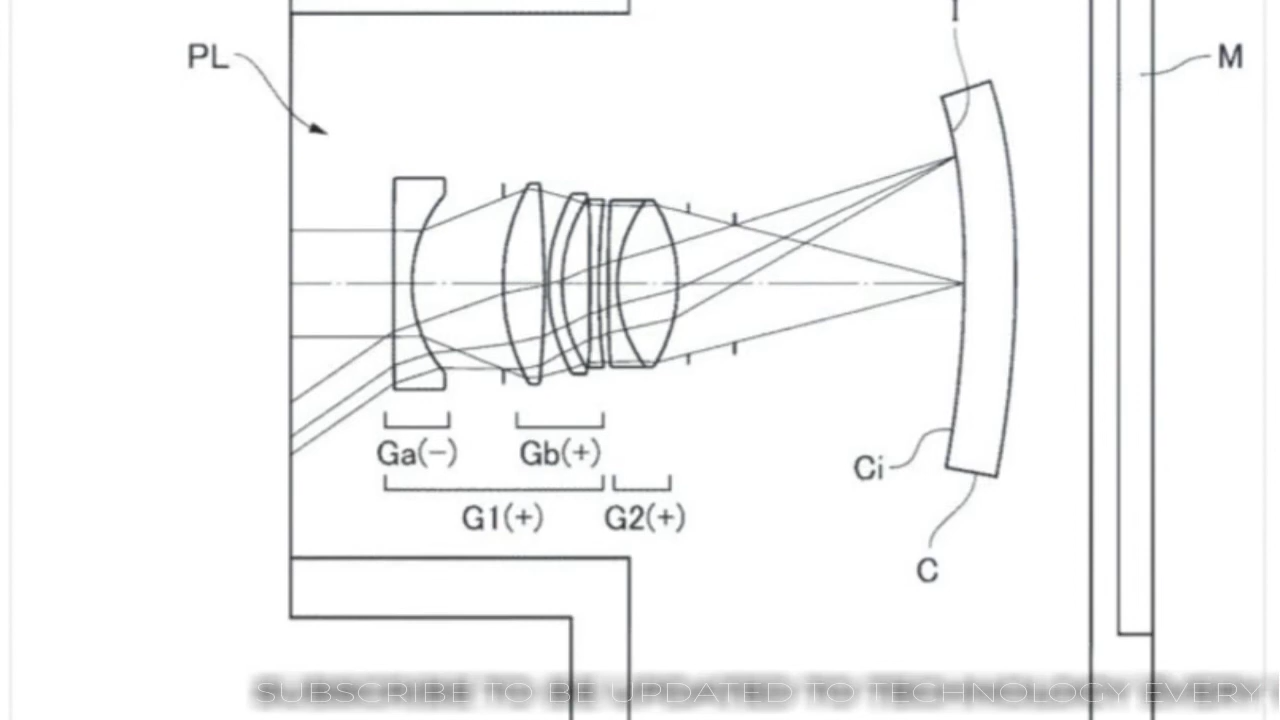 PL
M
Ga(−)
Gb(+)
Ci
G1(+)
G2(+)
C
SUBSCRIBE TO BE UPDATED TO TECHNOLOGY EVERY